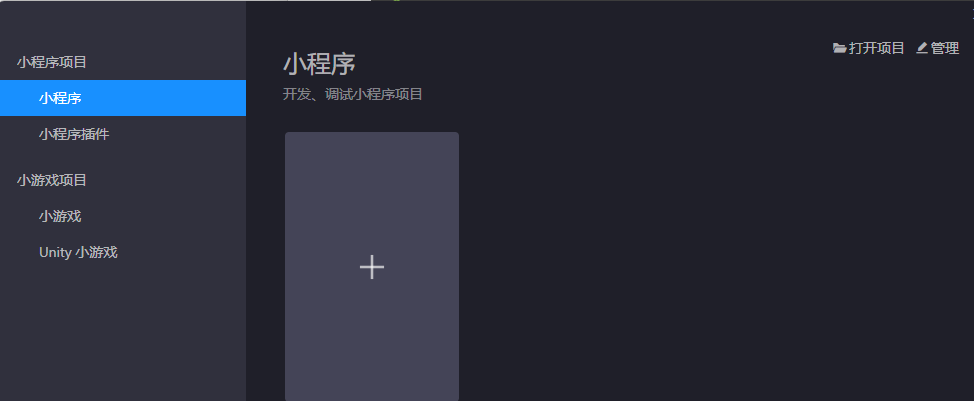 小程序项目
小程序
小程序插件
小游戏项目
小游戏
Unity 小游戏
小程序
开发、调试小程序项目
打开项目 管理